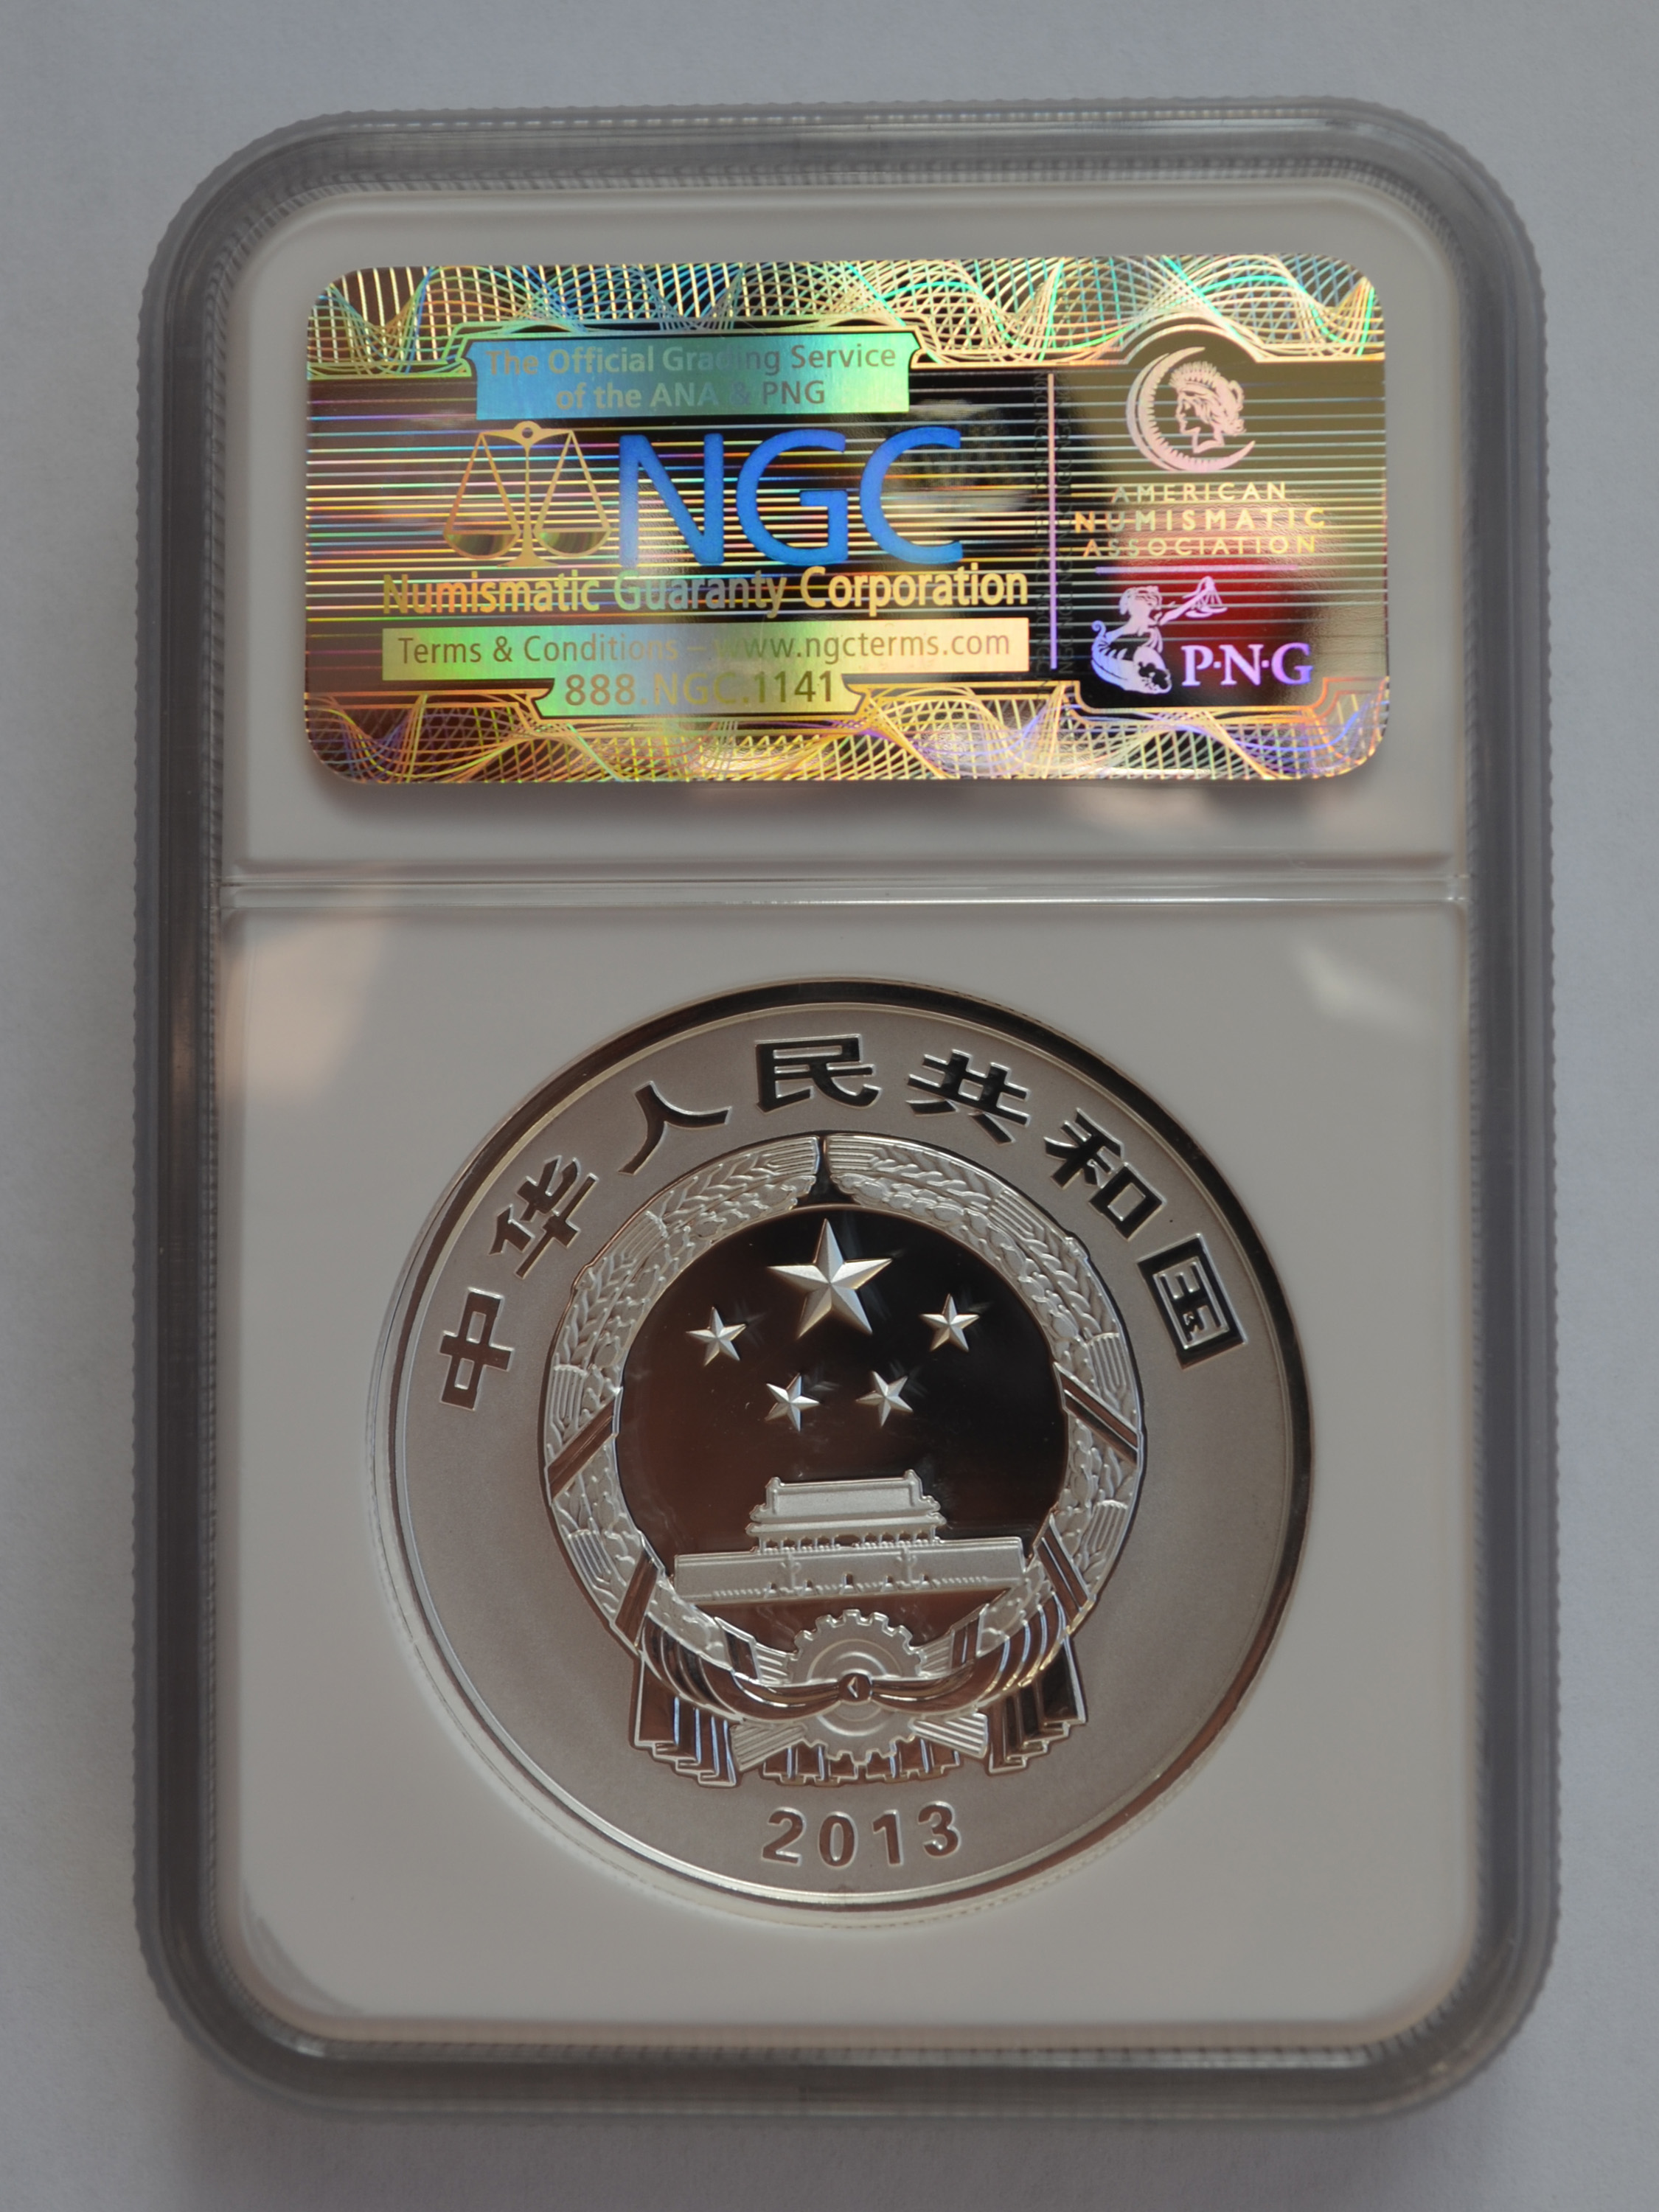 The Official Grading Service
of the ANA & PNG
NGC
Numismatic Guaranty Corporation
Terms & Conditions – www.ngcterms.com
888.NGC.1141
AMERICAN
NUMISMATIC
ASSOCIATION
P·N·G
中华人民共和国
2013